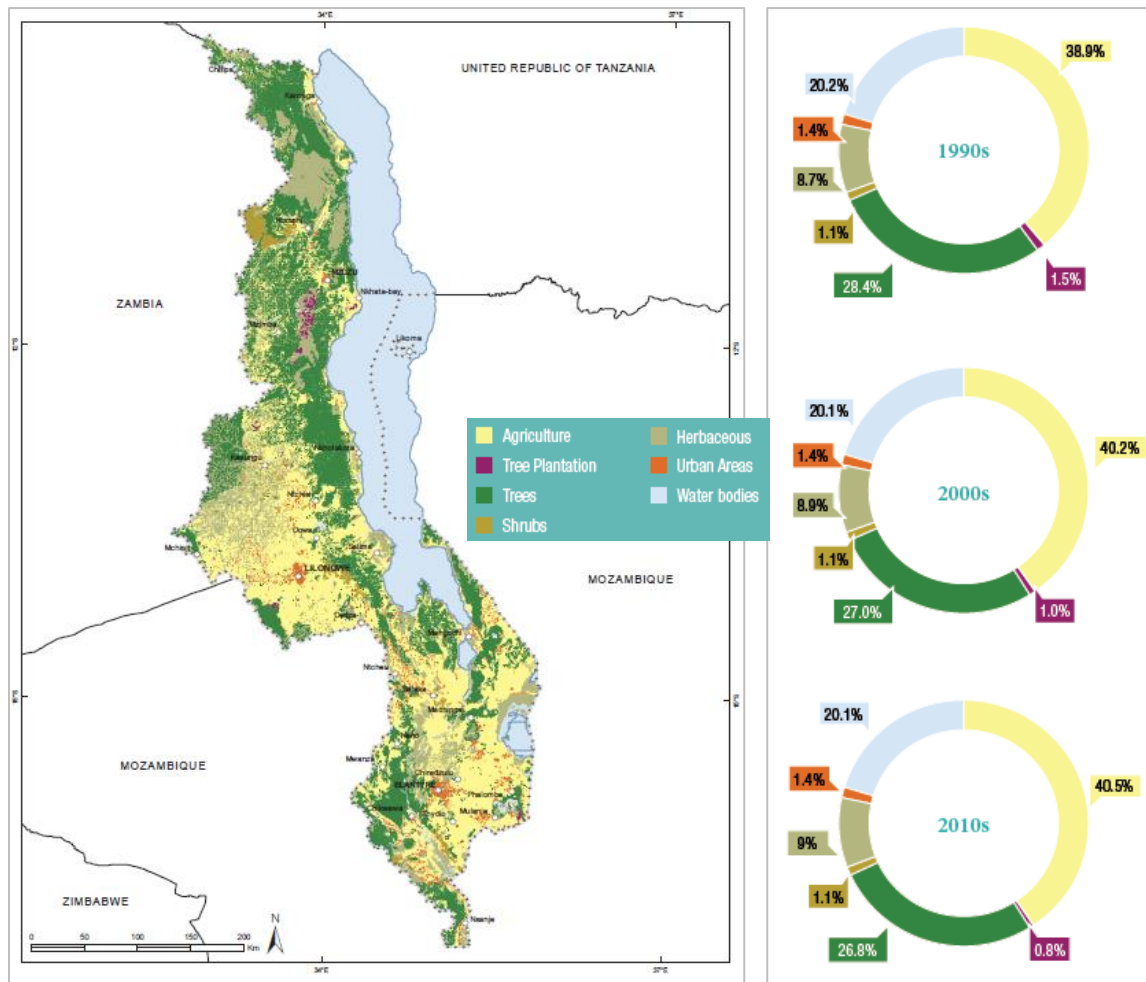 34°E
37°E
UNITED REPUBLIC OF TANZANIA
Chitipa
Karonga
Rumphi
MZUZU
Nkhata-bay
ZAMBIA
Mzimba
Likoma
Nkhotakota
Kasungu
Ntchisi
Dowa
Mchinji
Salima
LILONGWE
MOZAMBIQUE
Dedza
Mangochi
Ntcheu
Balaka
Machinga
Neno
Mwanza
Chiradzulu
BLANTYRE
Phalombe
Mulanje
Chikwawa
Thyolo
MOZAMBIQUE
ZIMBABWE
Nsanje
N
0 50 100 150 200
Km
34°E
37°E
Agriculture
Tree Plantation
Trees
Shrubs
Herbaceous
Urban Areas
Water bodies
38.9%
20.2%
1.4%
8.7%
1.1%
28.4%
1.5%
1990s
20.1%
1.4%
8.9%
1.1%
27.0%
1.0%
40.2%
2000s
20.1%
1.4%
9%
1.1%
26.8%
0.8%
40.5%
2010s